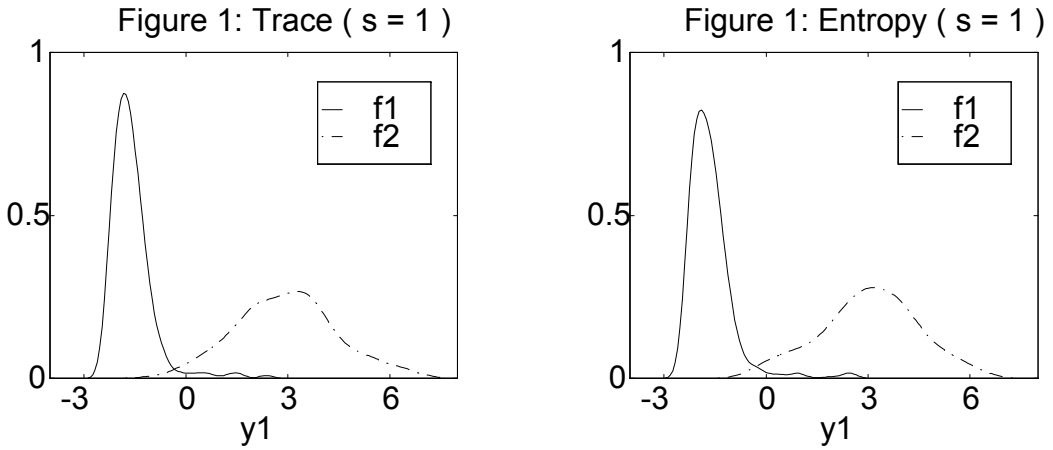 Figure 1: Trace ( s = 1 )
1
0.5
0
f1
f2
-3 0 3 6
y1
Figure 1: Entropy ( s = 1 )
1
0.5
0
f1
f2
-3 0 3 6
y1